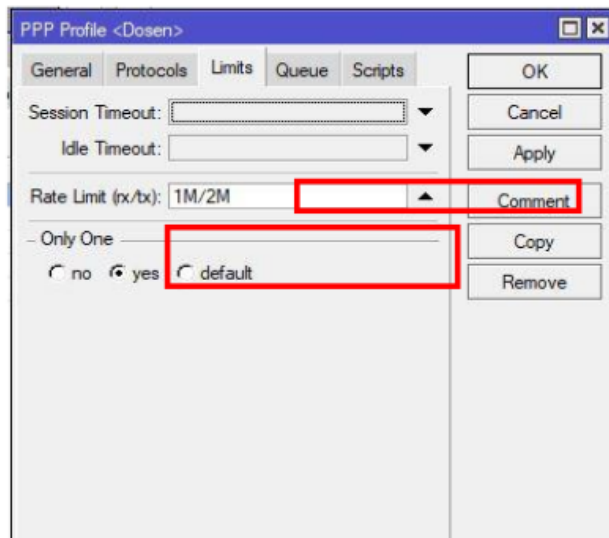 PPP Profile <Dosen>
General Protocols Limits Queue Scripts
Session Timeout:
Idle Timeout:
Rate Limit (rx/tx): 1M/2M
Only One
no yes default
OK
Cancel
Apply
Comment
Copy
Remove